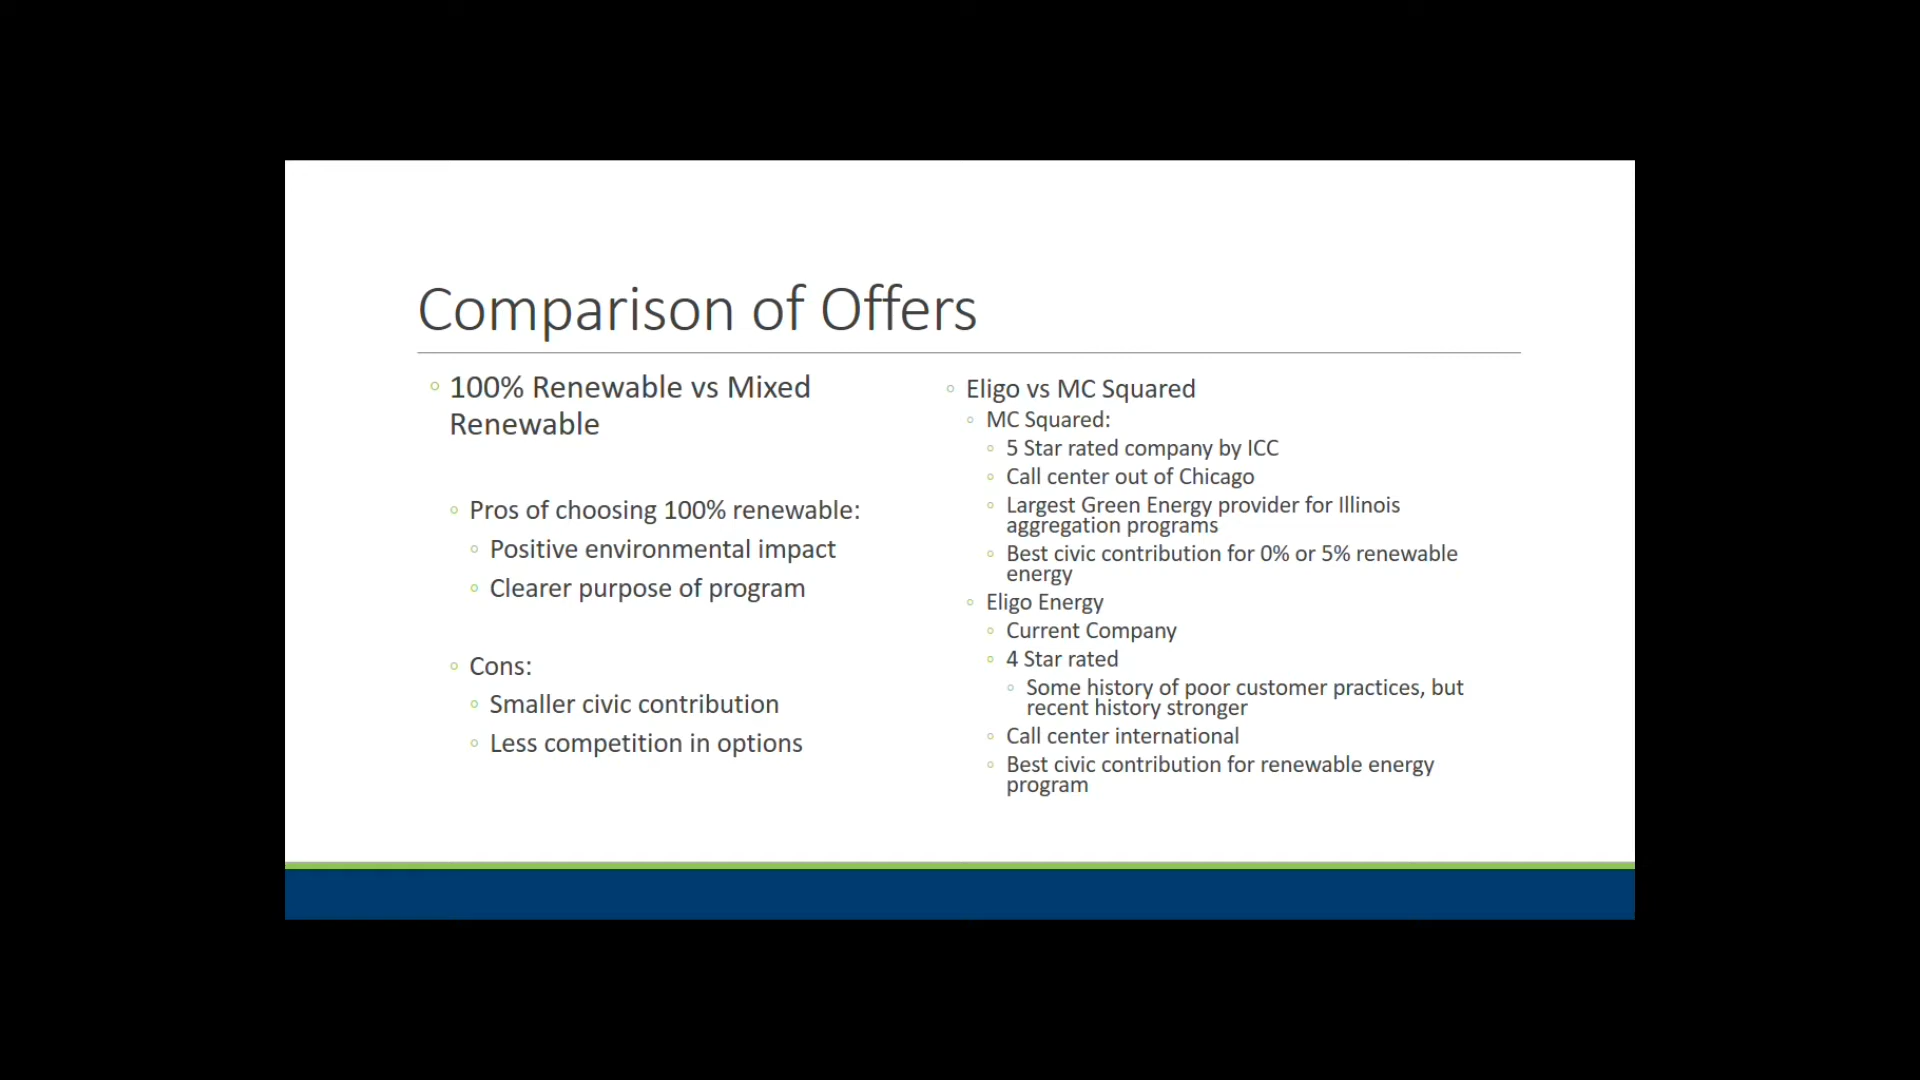 Comparison of Offers
100% Renewable vs Mixed
Renewable
Pros of choosing 100% renewable:
Positive environmental impact
Clearer purpose of program
Cons:
Smaller civic contribution
Less competition in options
Eligo vs MC Squared
MC Squared:
5 Star rated company by ICC
Call center out of Chicago
Largest Green Energy provider for Illinois
aggregation programs
Best civic contribution for 0% or 5% renewable
energy
Eligo Energy
Current Company
4 Star rated
Some history of poor customer practices, but
recent history stronger
Call center international
Best civic contribution for renewable energy
program